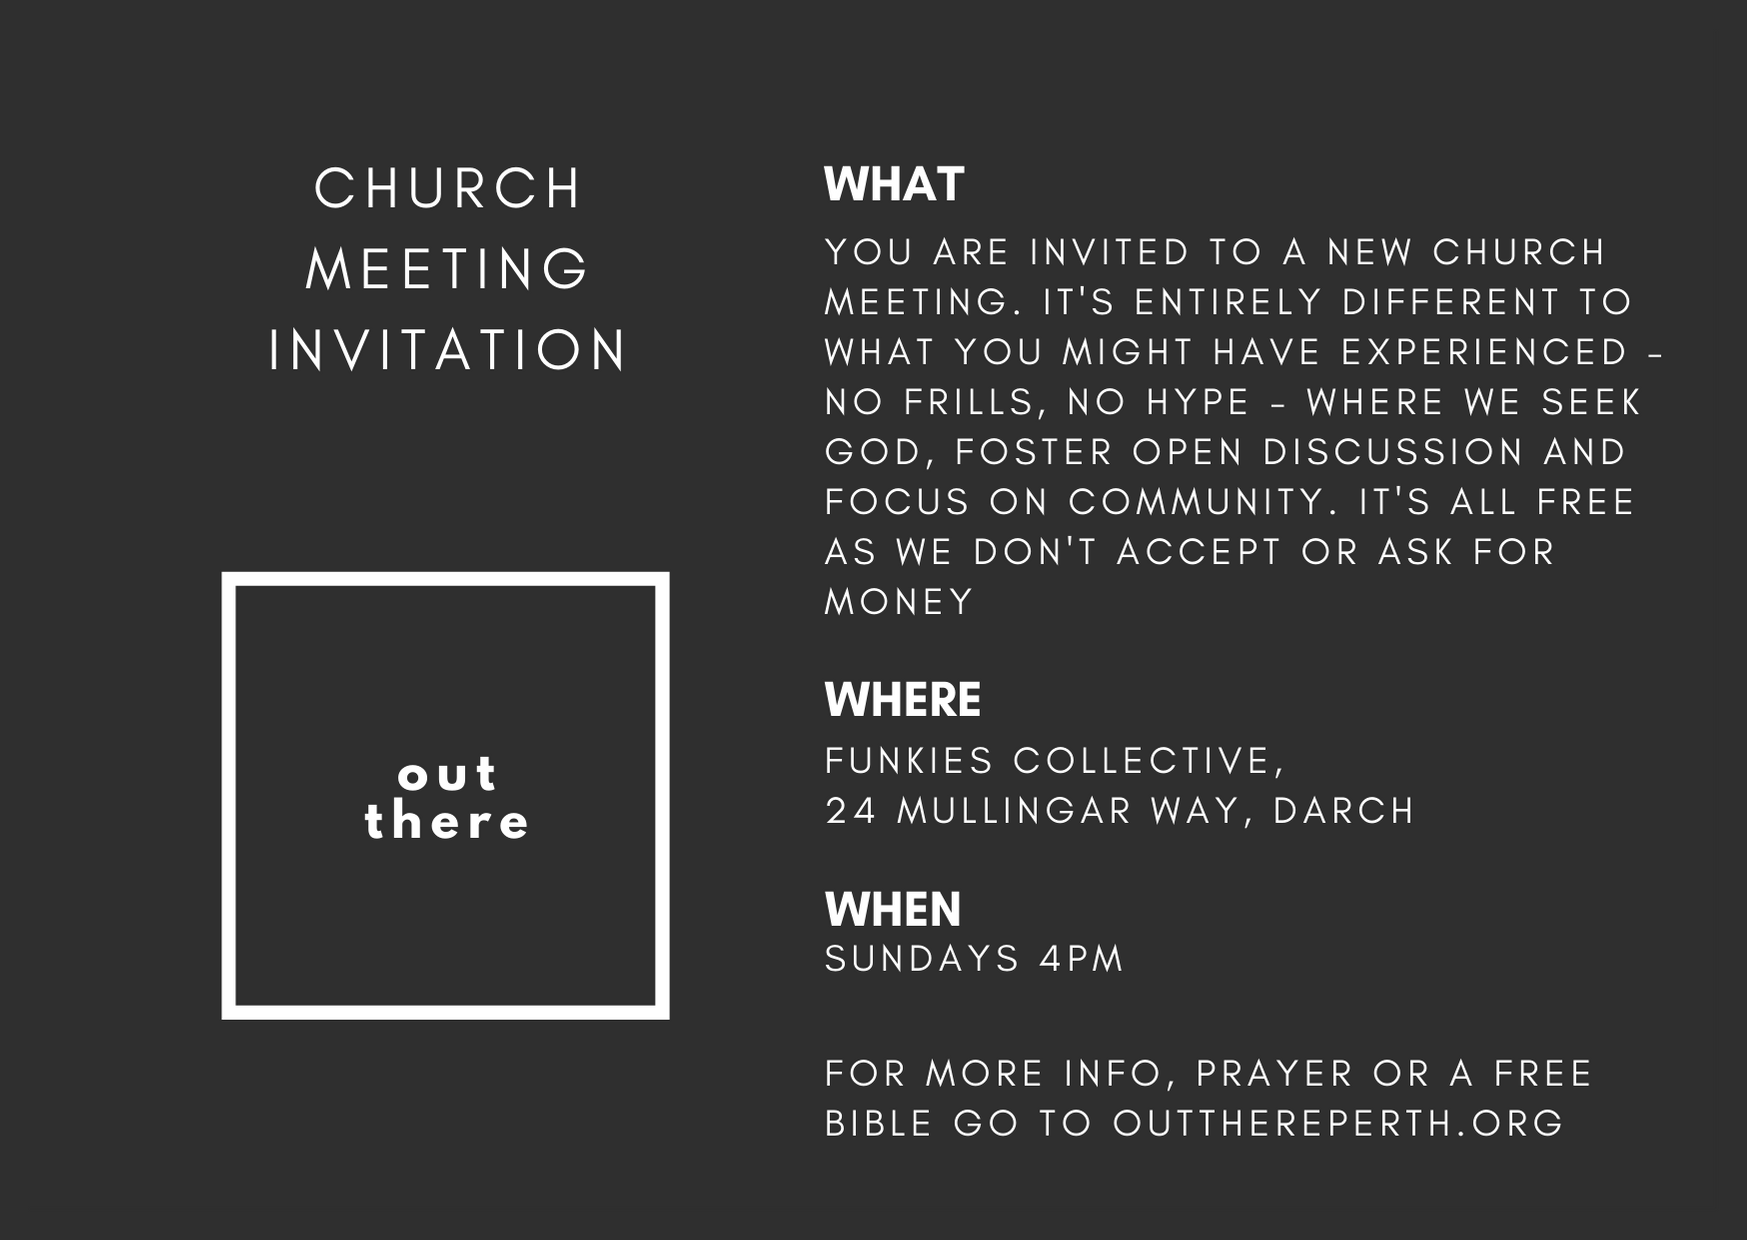 CHURCH
MEETING
INVITATION
out
there
WHAT
YOU ARE INVITED TO A NEW CHURCH
MEETING. IT'S ENTIRELY DIFFERENT TO
WHAT YOU MIGHT HAVE EXPERIENCED -
NO FRILLS, NO HYPE - WHERE WE SEEK
GOD, FOSTER OPEN DISCUSSION AND
FOCUS ON COMMUNITY. IT'S ALL FREE
AS WE DON'T ACCEPT OR ASK FOR
MONEY
WHERE
FUNKIES COLLECTIVE,
24 MULLINGAR WAY, DARCH
WHEN
SUNDAYS 4PM
FOR MORE INFO, PRAYER OR A FREE
BIBLE GO TO OUTTHEREPERTH.ORG